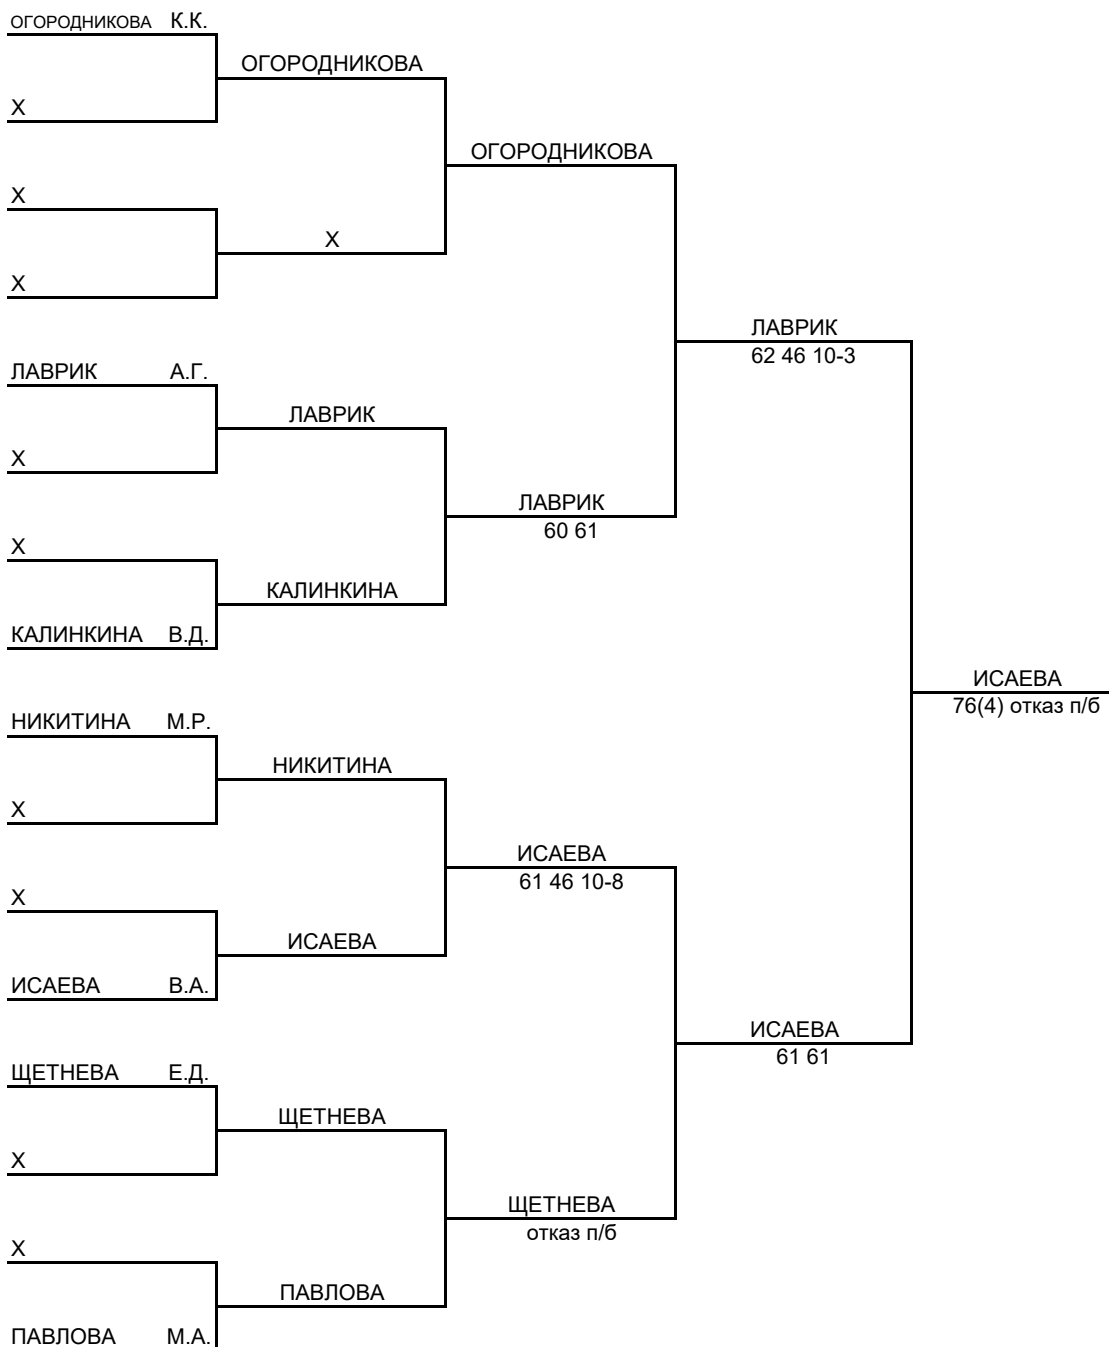 ОГОРОДНИКОВА К.К.
ОГОРОДНИКОВА
Х
ОГОРОДНИКОВА
Х
Х
Х
ЛАВРИК
62 46 10-3
ЛАВРИК А.Г.
ЛАВРИК
Х
ЛАВРИК
60 61
Х
КАЛИНКИНА
КАЛИНКИНА В.Д.
ИСАЕВА
76(4) отказ п/б
НИКИТИНА М.Р.
НИКИТИНА
Х
ИСАЕВА
61 46 10-8
Х
ИСАЕВА
ИСАЕВА В.А.
ИСАЕВА
61 61
ЩЕТНЕВА Е.Д.
ЩЕТНЕВА
Х
ЩЕТНЕВА
отказ п/б
Х
ПАВЛОВА
ПАВЛОВА М.А.